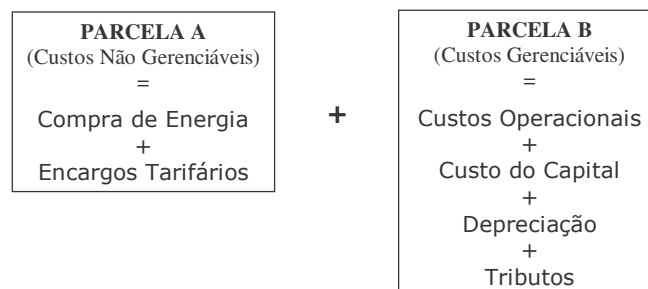 PARCELA A
(Custos Não Gerenciáveis)
=
Compra de Energia
+
Encargos Tarifários
+
PARCELA B
(Custos Gerenciáveis)
=
Custos Operacionais
+
Custo do Capital
+
Depreciação
+
Tributos